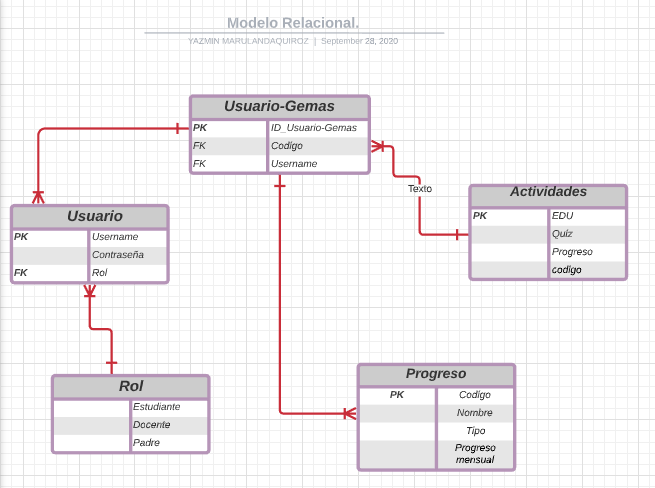 Modelo Relacional.
YAZMIN MARULANDAQUIROZ | September 28, 2020
Usuario-Gemas
PK ID_Usuario-Gemas
FK Codigo
FK Username
Texto
Actividades
PK EDU
Quiz
Progreso
codigo
Usuario
PK Username
Contraseña
FK Rol
Rol
Estudiante
Docente
Padre
Progreso
PK Codigo
Nombre
Tipo
Progreso
mensual